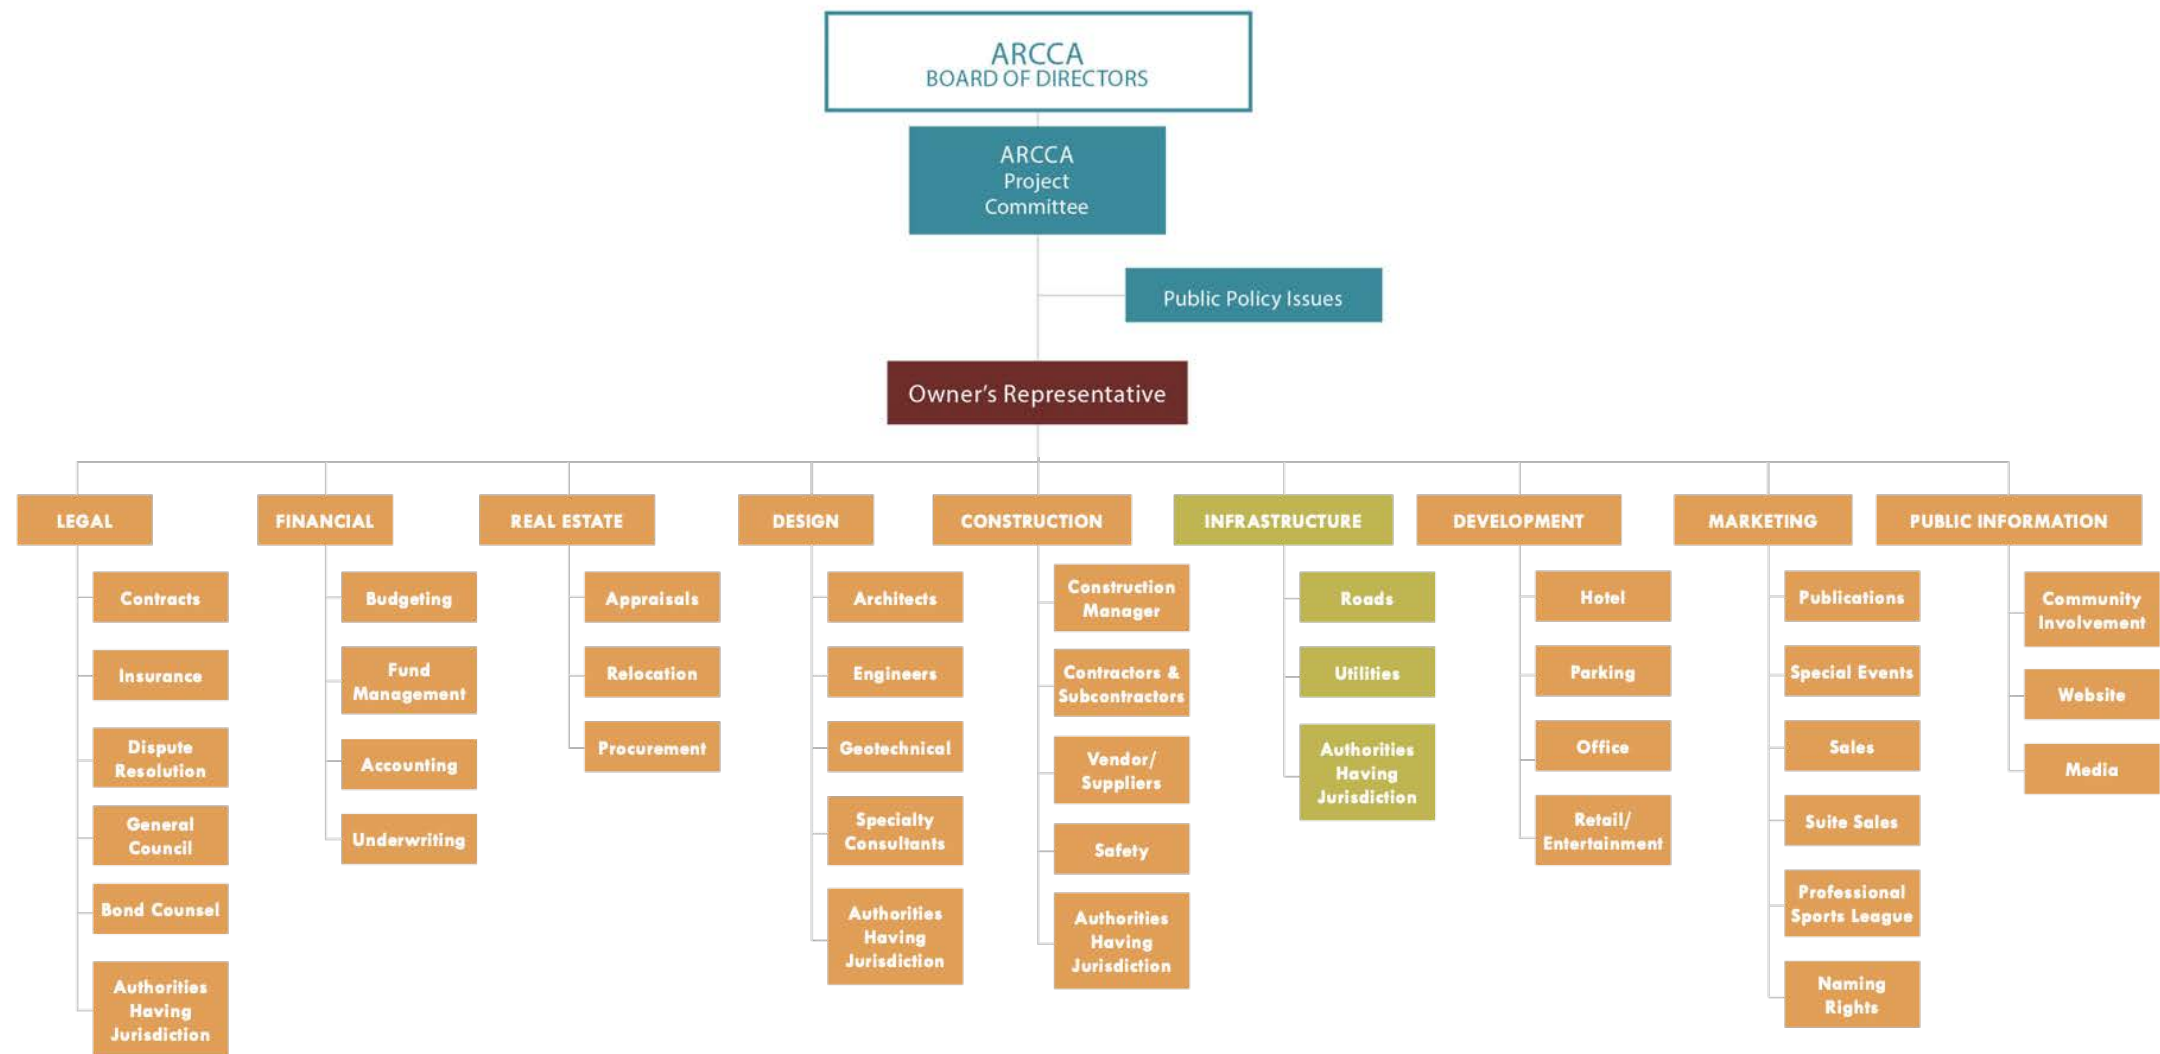 ARCCA
BOARD OF DIRECTORS
ARCCA
Project
Committee
Public Policy Issues
Owner's Representative
LEGAL
Contracts
Insurance
Dispute
Resolution
General
Council
Bond Counsel
Authorities
Having
Jurisdiction
FINANCIAL
Budgeting
Fund
Management
Accounting
Underwriting
REAL ESTATE
Appraisals
Relocation
Procurement
DESIGN
Architects
Engineers
Geotechnical
Specialty
Consultants
Authorities
Having
Jurisdiction
CONSTRUCTION
Construction
Manager
Contractors &
Subcontractors
Vendor/
Suppliers
Safety
Authorities
Having
Jurisdiction
INFRASTRUCTURE
Roads
Utilities
Authorities
Having
Jurisdiction
DEVELOPMENT
Hotel
Parking
Office
Retail/
Entertainment
MARKETING
Publications
Special Events
Sales
Suite Sales
Professional
Sports League
Naming
Rights
PUBLIC INFORMATION
Community
Involvement
Website
Media